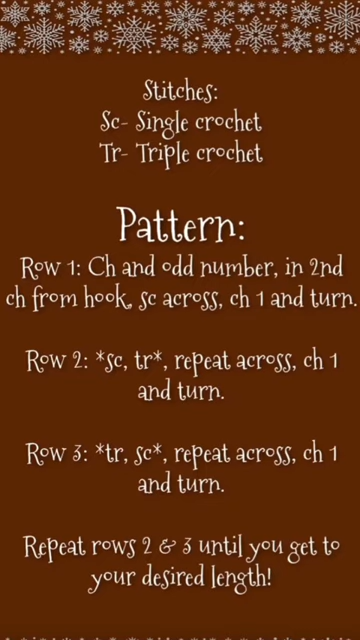 Stitches:
Sc- Single crochet
Tr- Triple crochet
Pattern:
Row 1: Ch and odd number, in 2nd
ch from hook, sc across, ch 1 and turn.
Row 2: *sc, tr*, repeat across, ch 1
and turn.
Row 3: *tr, sc*, repeat across, ch 1
and turn.
Repeat rows 2 & 3 until you get to
your desired length!